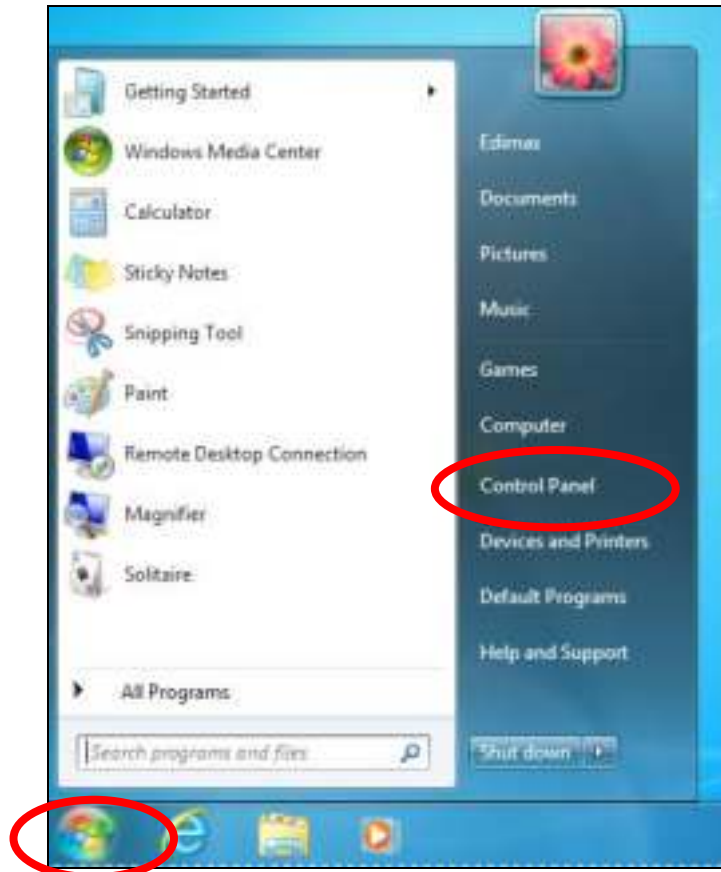 Getting Started
Windows Media Center
Calculator
Sticky Notes
Snipping Tool
Paint
Remote Desktop Connection
Magnifier
Solitaire
All Programs
Search programs and files
Edimax
Documents
Pictures
Music
Games
Computer
Control Panel
Devices and Printers
Default Programs
Help and Support
Shut down